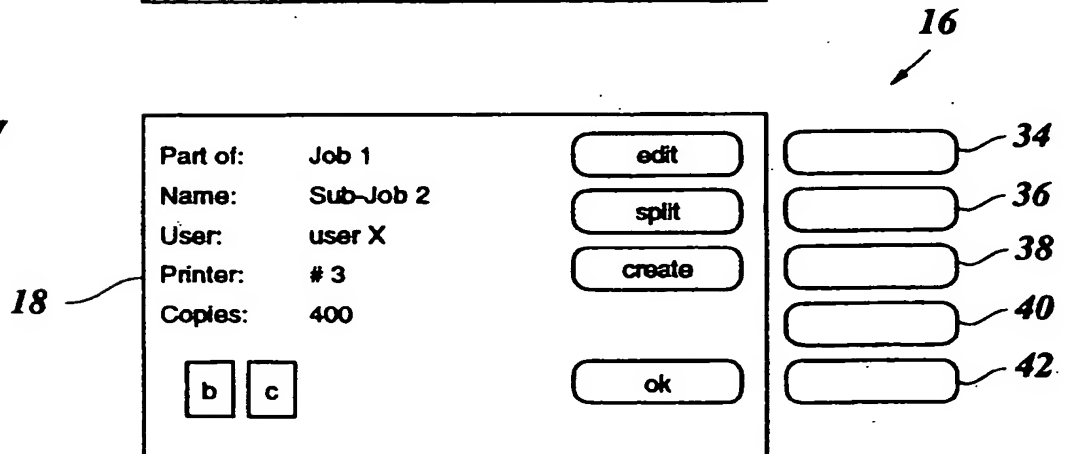 16
Part of: Job 1 edit 34
Name: Sub-Job 2 split 36
User: user X
Printer: # 3 create 38
18
Copies: 400 40
b c ok 42